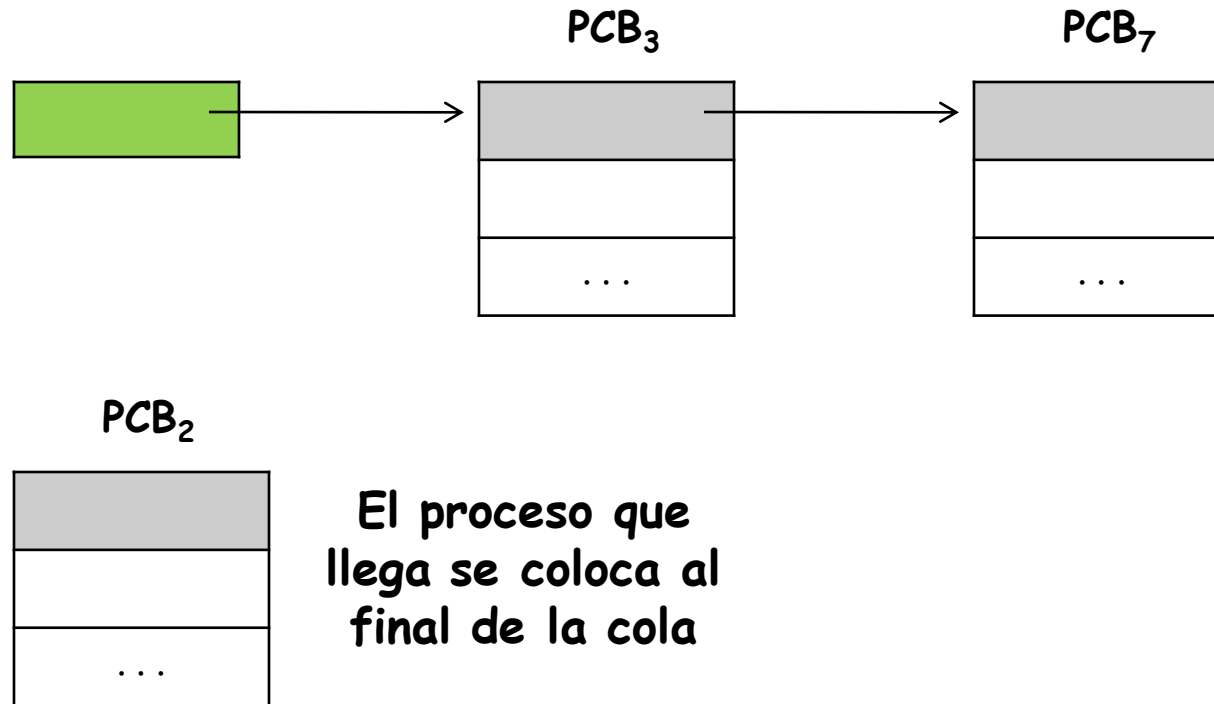 PCB₃
PCB₇
. . .
. . .
PCB₂
El proceso que
llega se coloca al
final de la cola
. . .